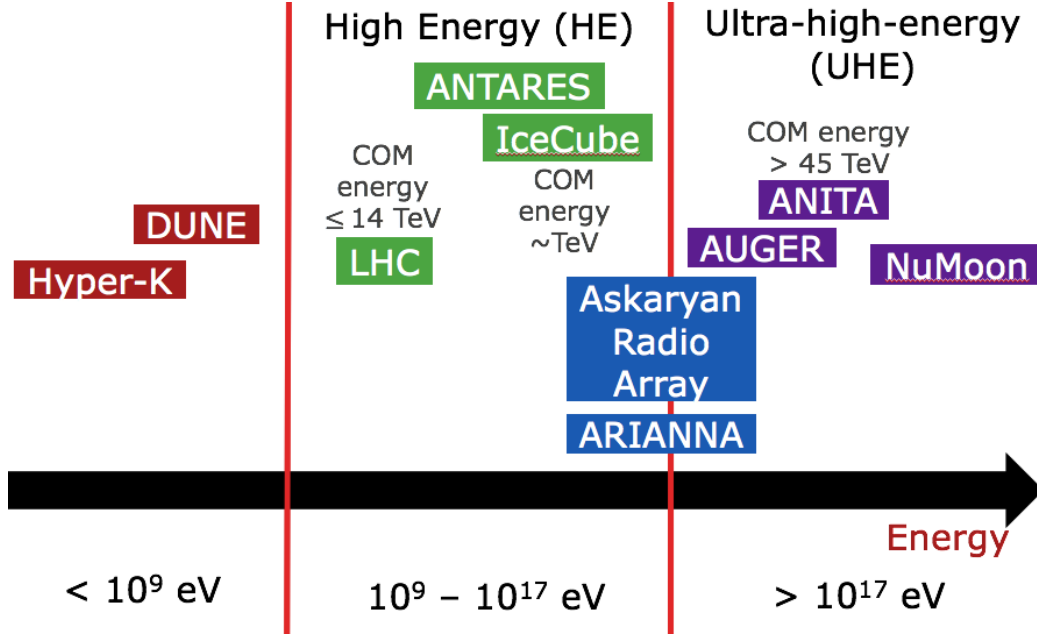 High Energy (HE)
Ultra-high-energy
(UHE)
ANTARES
IceCube
COM
energy
≤ 14 TeV
LHC
COM
energy
~TeV
COM energy
> 45 TeV
ANITA
AUGER
NuMoon
DUNE
Hyper-K
Askaryan
Radio
Array
ARIANNA
Energy
< 10⁹ eV
10⁹ – 10¹⁷ eV
> 10¹⁷ eV